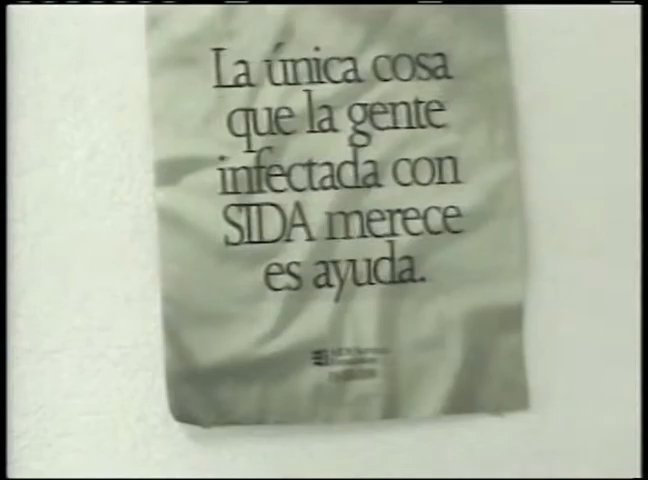 La única cosa
que la gente
infectada con
SIDA merece
es ayuda.